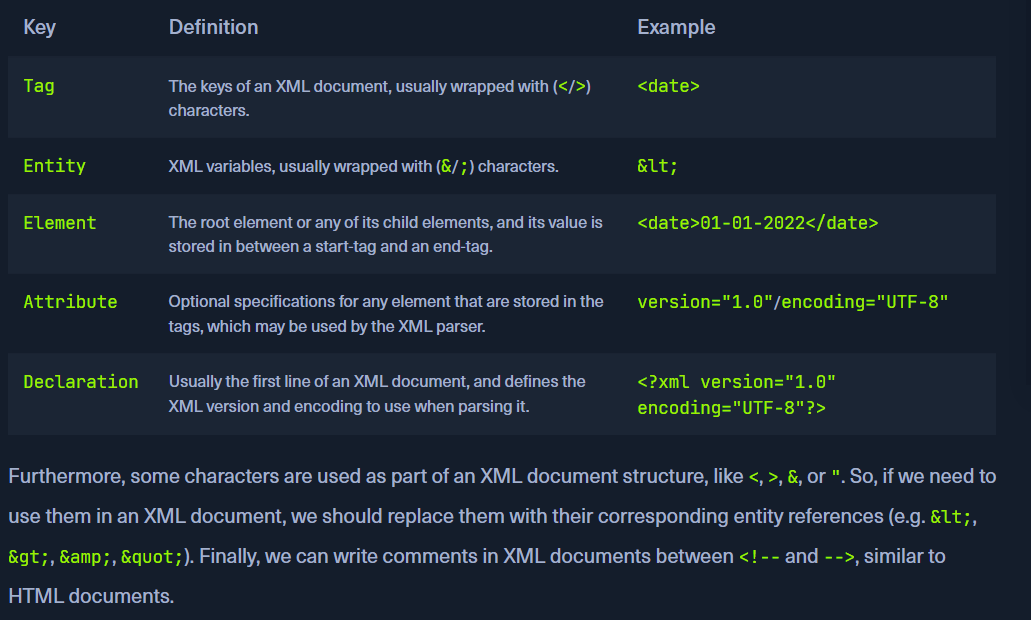 Key Definition Example
Tag The keys of an XML document, usually wrapped with (</>) <date>
characters.
Entity XML variables, usually wrapped with (&/;) characters. &lt;
Element The root element or any of its child elements, and its value is <date>01-01-2022</date>
stored in between a start-tag and an end-tag.
Attribute Optional specifications for any element that are stored in the version="1.0"/encoding="UTF-8"
tags, which may be used by the XML parser.
Declaration Usually the first line of an XML document, and defines the <?xml version="1.0"
XML version and encoding to use when parsing it. encoding="UTF-8"?>
Furthermore, some characters are used as part of an XML document structure, like <, >, &, or ". So, if we need to
use them in an XML document, we should replace them with their corresponding entity references (e.g. &lt;,
&gt;, &amp;, &quot;). Finally, we can write comments in XML documents between <!-- and -->, similar to
HTML documents.